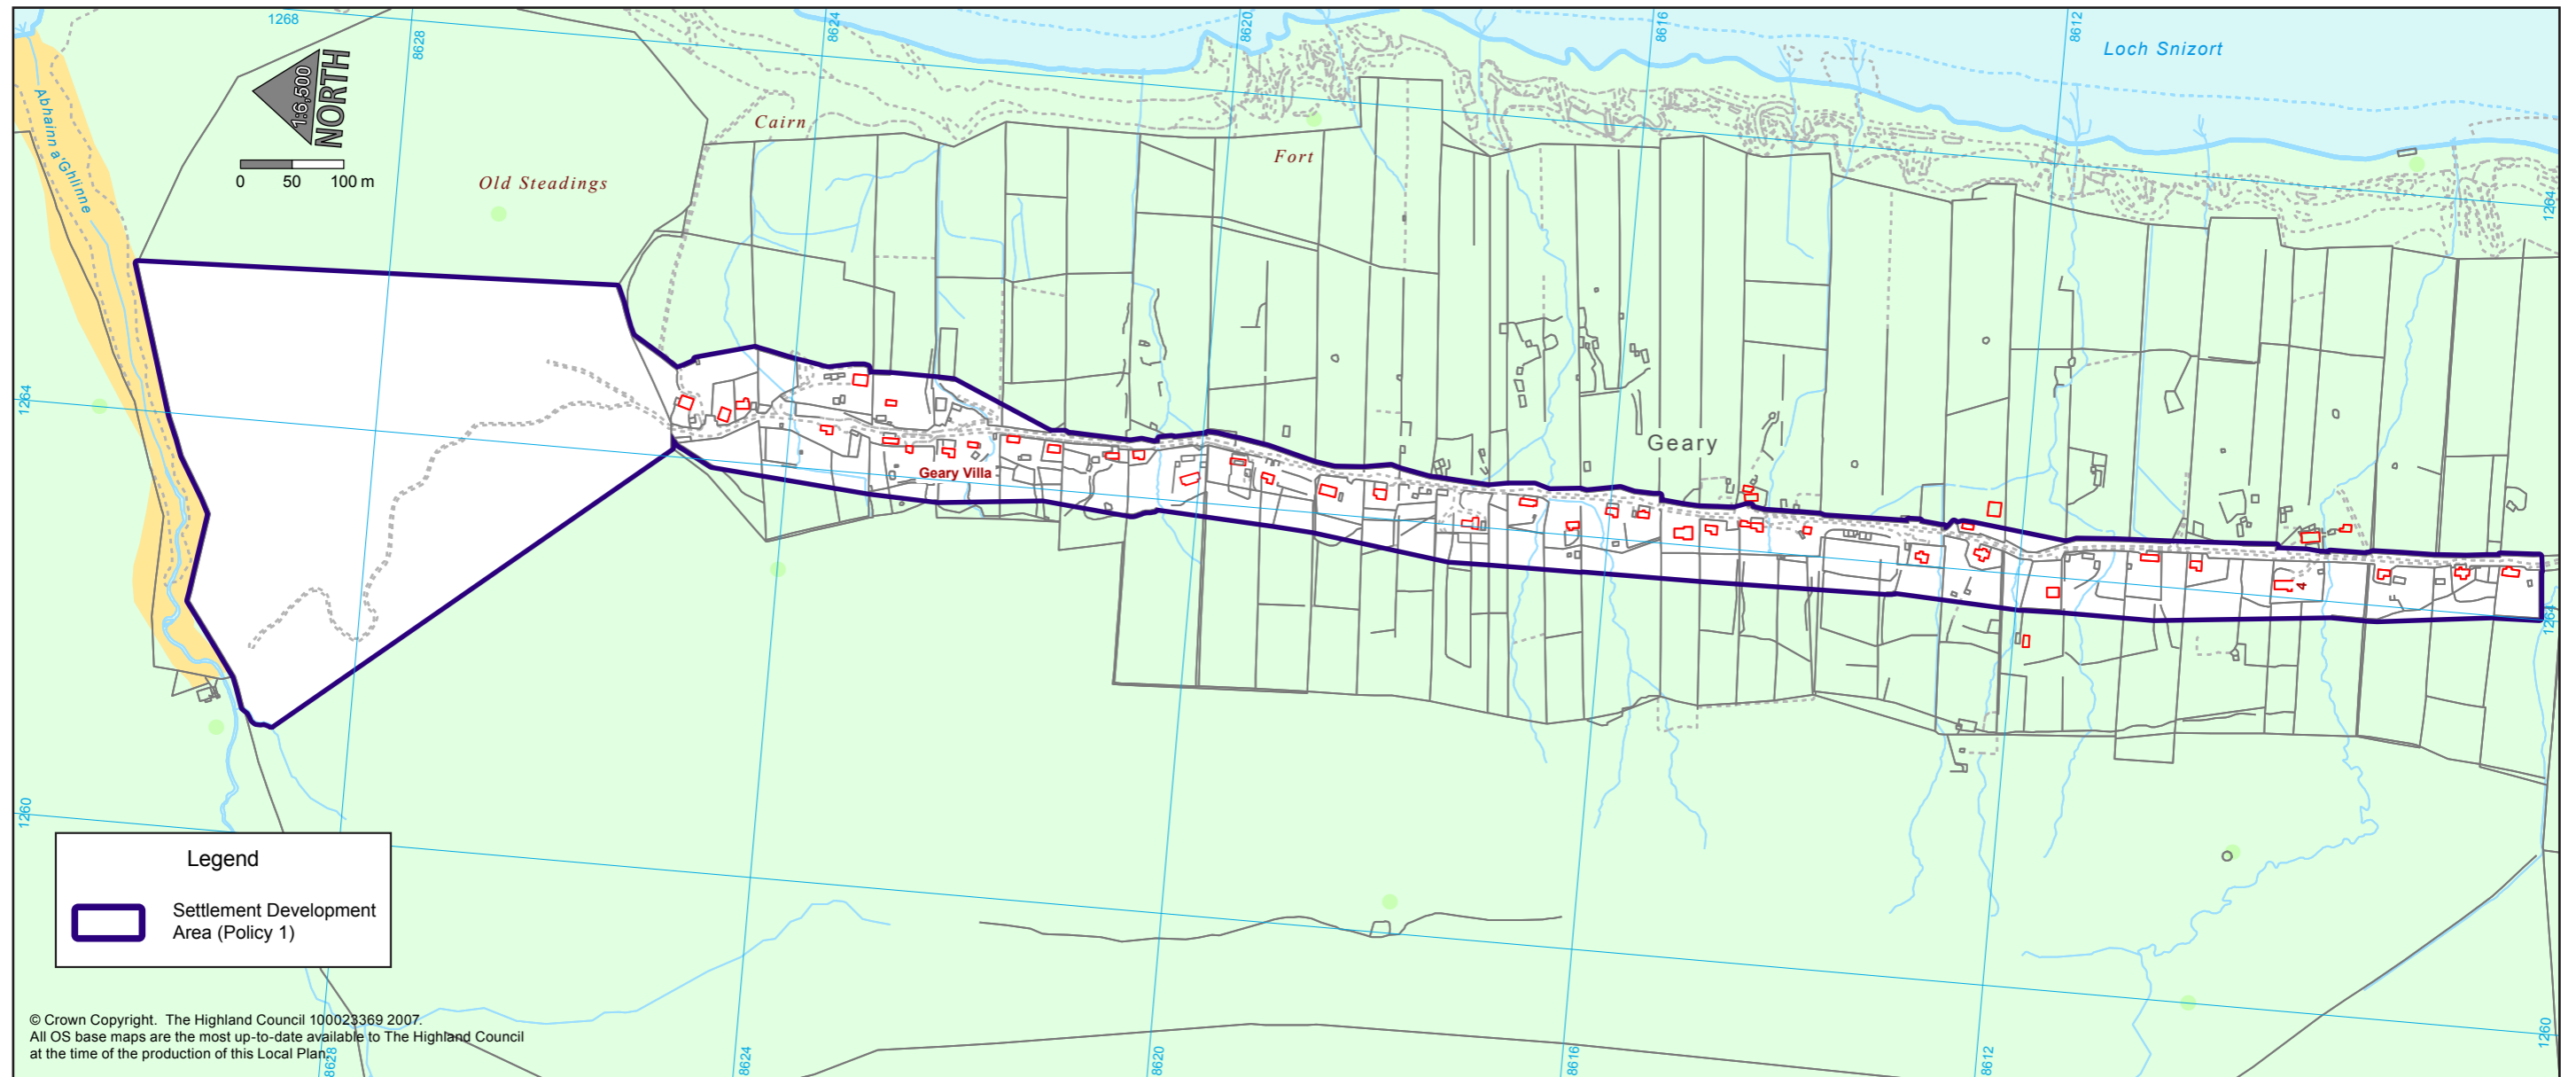 1268
8628
8624
8620
8616
8612
Loch Snizort
1:6,500
NORTH
0 50 100 m
Abhainn a'Ghlinne
Cairn
Old Steadings
Fort
1264
1264
Geary
Geary Villa
4
1264
1260
Legend
Settlement Development
Area (Policy 1)
© Crown Copyright. The Highland Council 100023369 2007.
All OS base maps are the most up-to-date available to The Highland Council
at the time of the production of this Local Plan.
8628
8624
8620
8616
8612
1260